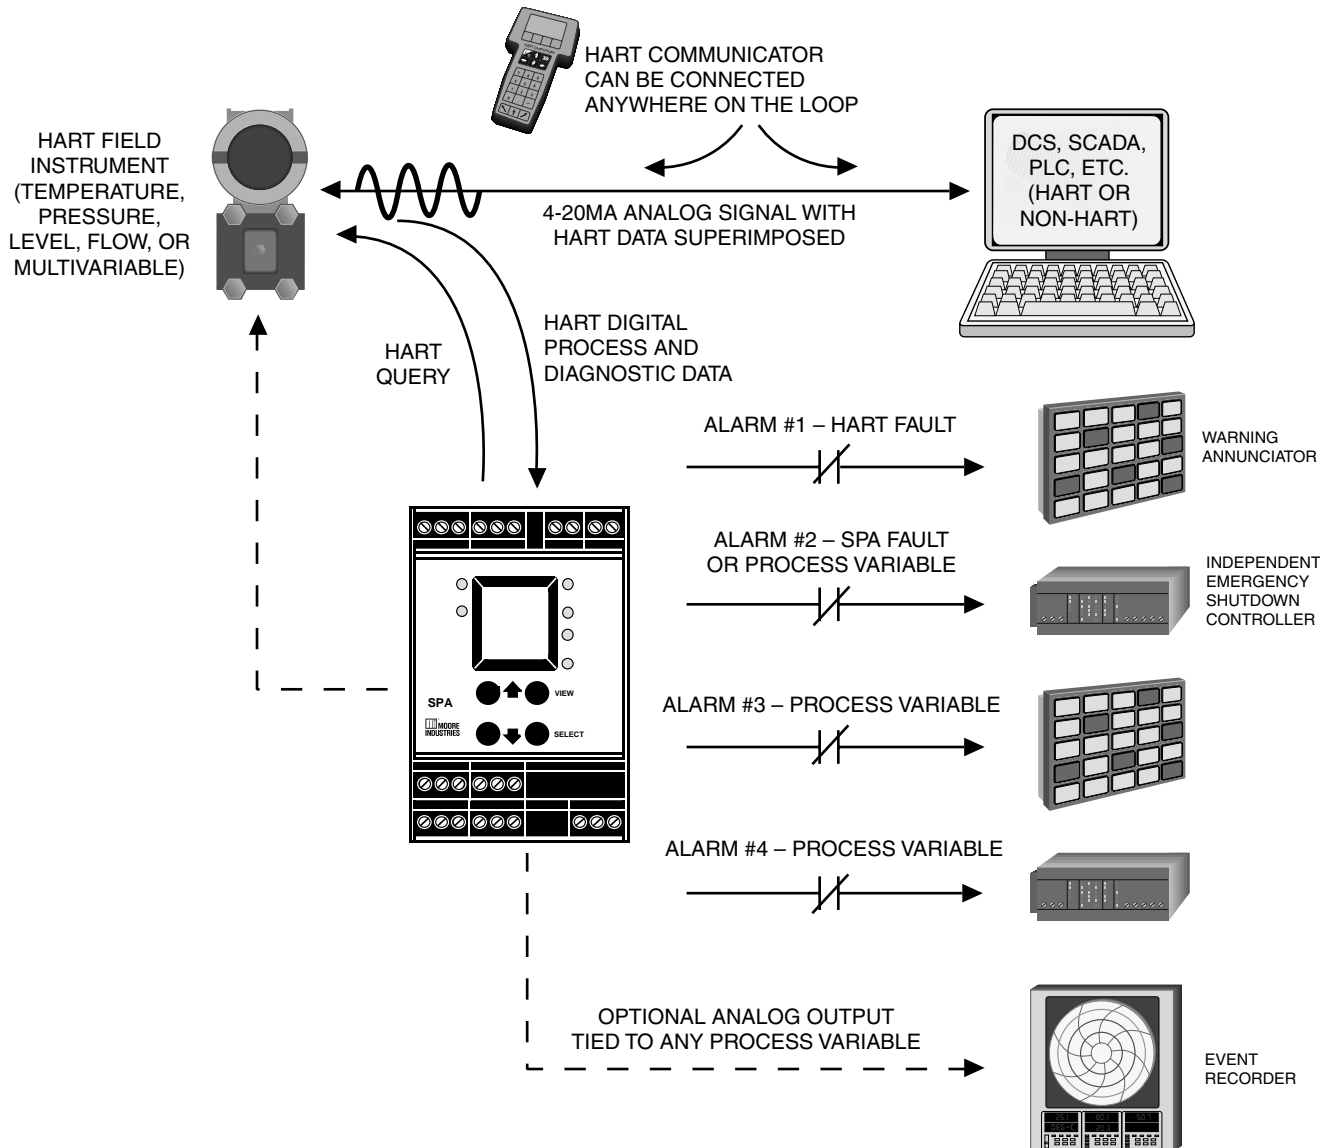 HART COMMUNICATOR
CAN BE CONNECTED
ANYWHERE ON THE LOOP
HART FIELD
INSTRUMENT
(TEMPERATURE,
PRESSURE,
LEVEL, FLOW, OR
MULTIVARIABLE)
DCS, SCADA,
PLC, ETC.
(HART OR
NON-HART)
4-20MA ANALOG SIGNAL WITH
HART DATA SUPERIMPOSED
HART
QUERY
HART DIGITAL
PROCESS AND
DIAGNOSTIC DATA
ALARM #1 – HART FAULT
WARNING
ANNUNCIATOR
ALARM #2 – SPA FAULT
OR PROCESS VARIABLE
INDEPENDENT
EMERGENCY
SHUTDOWN
CONTROLLER
SPA
VIEW
MOORE
INDUSTRIES
SELECT
ALARM #3 – PROCESS VARIABLE
ALARM #4 – PROCESS VARIABLE
OPTIONAL ANALOG OUTPUT
TIED TO ANY PROCESS VARIABLE
EVENT
RECORDER